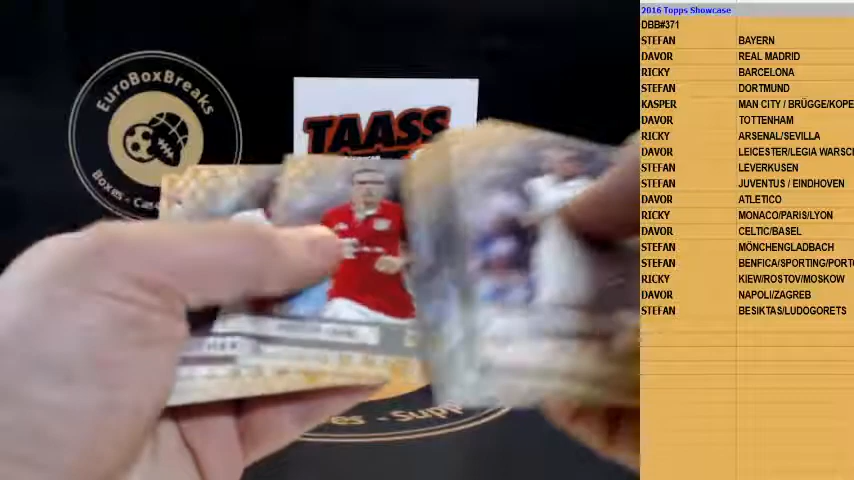 EuroBoxBreaks
TAASS
2016 Topps Showcase
DBB#371
STEFAN BAYERN
DAVOR REAL MADRID
RICKY BARCELONA
STEFAN DORTMUND
KASPER MAN CITY / BRÜGGE/KOPE
DAVOR TOTTENHAM
RICKY ARSENAL/SEVILLA
DAVOR LEICESTER/LEGIA WARSC
STEFAN LEVERKUSEN
STEFAN JUVENTUS / EINDHOVEN
DAVOR ATLETICO
RICKY MONACO/PARIS/LYON
DAVOR CELTIC/BASEL
STEFAN MÖNCHENGLADBACH
STEFAN BENFICA/SPORTING/PORTO
RICKY KIEW/ROSTOV/MOSKOW
DAVOR NAPOLI/ZAGREB
STEFAN BESIKTAS/LUDOGORETS